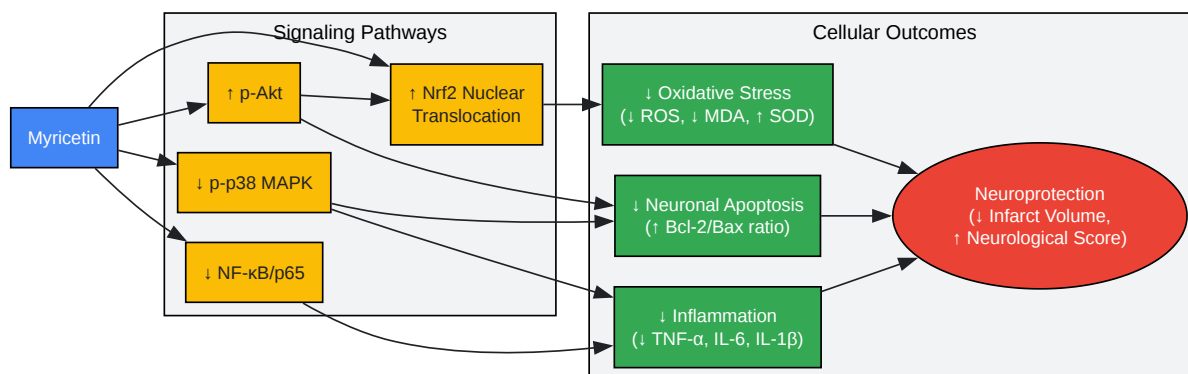 Signaling Pathways
Cellular Outcomes
Myricetin
↑ p-Akt
↑ Nrf2 Nuclear
Translocation
↓ p-p38 MAPK
↓ NF-κB/p65
↓ Oxidative Stress
(↓ ROS, ↓ MDA, ↑ SOD)
↓ Neuronal Apoptosis
(↑ Bcl-2/Bax ratio)
↓ Inflammation
(↓ TNF-α, IL-6, IL-1β)
Neuroprotection
(↓ Infarct Volume,
↑ Neurological Score)